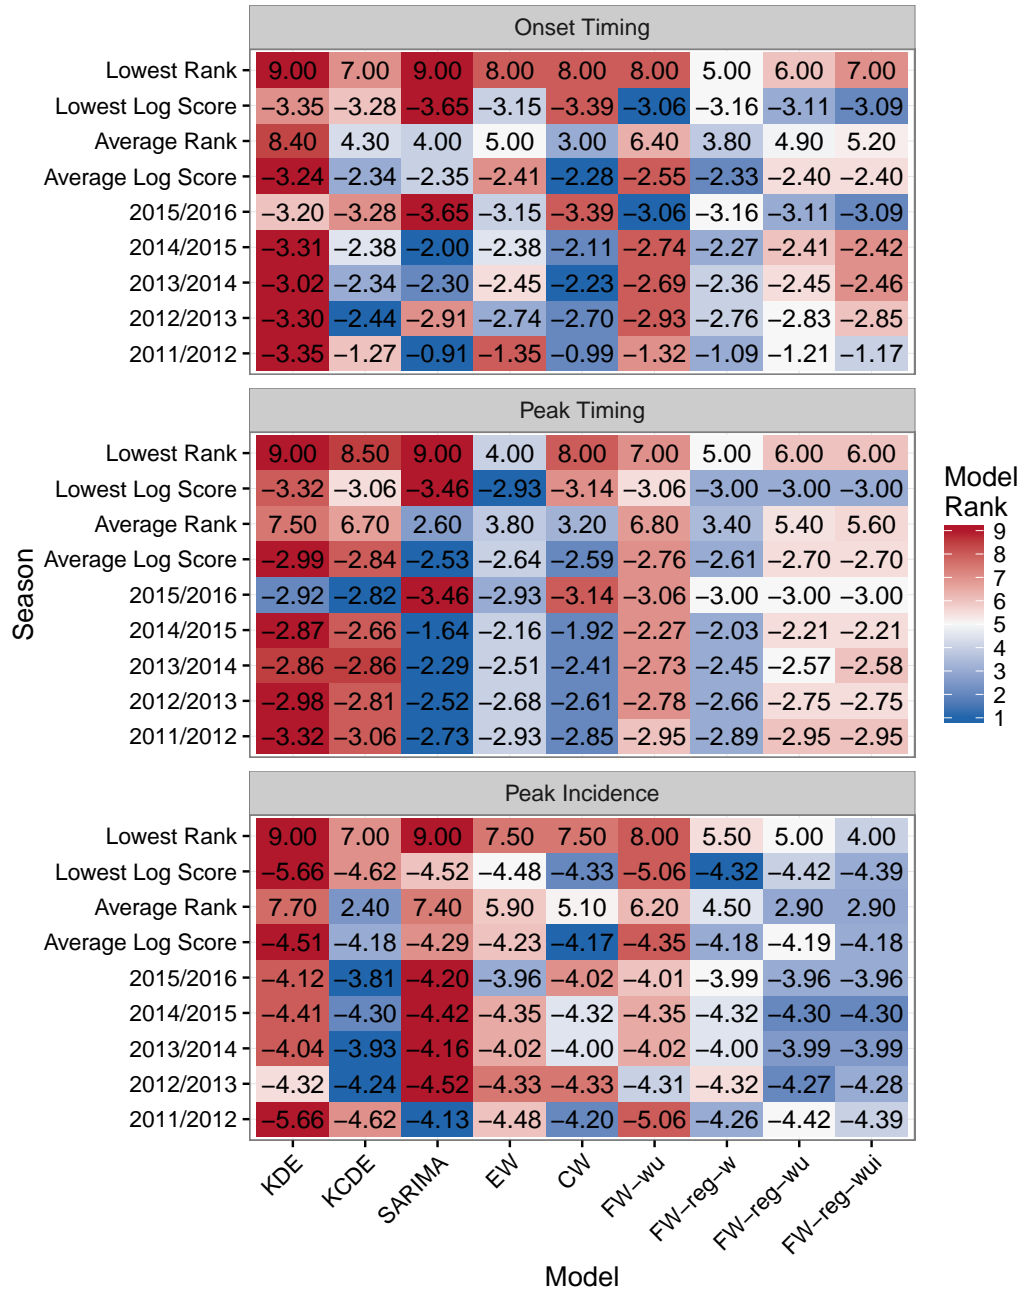 Onset Timing
Lowest Rank 9.00 7.00 9.00 8.00 8.00 8.00 5.00 6.00 7.00
Lowest Log Score −3.35 −3.28 −3.65 −3.15 −3.39 −3.06 −3.16 −3.11 −3.09
Average Rank 8.40 4.30 4.00 5.00 3.00 6.40 3.80 4.90 5.20
Average Log Score −3.24 −2.34 −2.35 −2.41 −2.28 −2.55 −2.33 −2.40 −2.40
2015/2016 −3.20 −3.28 −3.65 −3.15 −3.39 −3.06 −3.16 −3.11 −3.09
2014/2015 −3.31 −2.38 −2.00 −2.38 −2.11 −2.74 −2.27 −2.41 −2.42
2013/2014 −3.02 −2.34 −2.30 −2.45 −2.23 −2.69 −2.36 −2.45 −2.46
2012/2013 −3.30 −2.44 −2.91 −2.74 −2.70 −2.93 −2.76 −2.83 −2.85
2011/2012 −3.35 −1.27 −0.91 −1.35 −0.99 −1.32 −1.09 −1.21 −1.17
Peak Timing
Lowest Rank 9.00 8.50 9.00 4.00 8.00 7.00 5.00 6.00 6.00
Lowest Log Score −3.32 −3.06 −3.46 −2.93 −3.14 −3.06 −3.00 −3.00 −3.00
Average Rank 7.50 6.70 2.60 3.80 3.20 6.80 3.40 5.40 5.60
Average Log Score −2.99 −2.84 −2.53 −2.64 −2.59 −2.76 −2.61 −2.70 −2.70
2015/2016 −2.92 −2.82 −3.46 −2.93 −3.14 −3.06 −3.00 −3.00 −3.00
2014/2015 −2.87 −2.66 −1.64 −2.16 −1.92 −2.27 −2.03 −2.21 −2.21
2013/2014 −2.86 −2.86 −2.29 −2.51 −2.41 −2.73 −2.45 −2.57 −2.58
2012/2013 −2.98 −2.81 −2.52 −2.68 −2.61 −2.78 −2.66 −2.75 −2.75
2011/2012 −3.32 −3.06 −2.73 −2.93 −2.85 −2.95 −2.89 −2.95 −2.95
Peak Incidence
Lowest Rank 9.00 7.00 9.00 7.50 7.50 8.00 5.50 5.00 4.00
Lowest Log Score −5.66 −4.62 −4.52 −4.48 −4.33 −5.06 −4.32 −4.42 −4.39
Average Rank 7.70 2.40 7.40 5.90 5.10 6.20 4.50 2.90 2.90
Average Log Score −4.51 −4.18 −4.29 −4.23 −4.17 −4.35 −4.18 −4.19 −4.18
2015/2016 −4.12 −3.81 −4.20 −3.96 −4.02 −4.01 −3.99 −3.96 −3.96
2014/2015 −4.41 −4.30 −4.42 −4.35 −4.32 −4.35 −4.32 −4.30 −4.30
2013/2014 −4.04 −3.93 −4.16 −4.02 −4.00 −4.02 −4.00 −3.99 −3.99
2012/2013 −4.32 −4.24 −4.52 −4.33 −4.33 −4.31 −4.32 −4.27 −4.28
2011/2012 −5.66 −4.62 −4.13 −4.48 −4.20 −5.06 −4.26 −4.42 −4.39
KDE KCDE SARIMA EW CW FW−wu FW−reg−w FW−reg−wu FW−reg−wui
Model
Season
Model
Rank
9
8
7
6
5
4
3
2
1